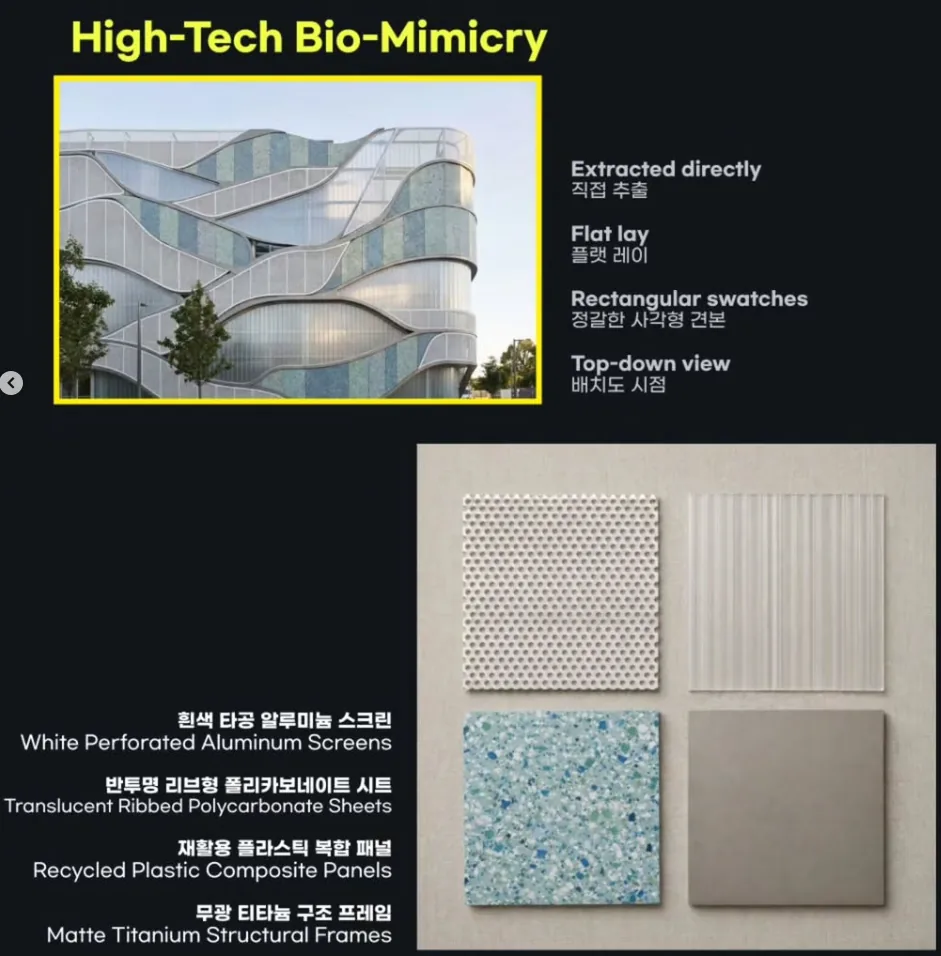 High-Tech Bio-Mimicry
Extracted directly
직접 추출
Flat lay
플랫 레이
Rectangular swatches
정갈한 사각형 견본
Top-down view
배치도 시점
흰색 타공 알루미늄 스크린
White Perforated Aluminum Screens
반투명 리브형 폴리카보네이트 시트
Translucent Ribbed Polycarbonate Sheets
재활용 플라스틱 복합 패널
Recycled Plastic Composite Panels
무광 티타늄 구조 프레임
Matte Titanium Structural Frames